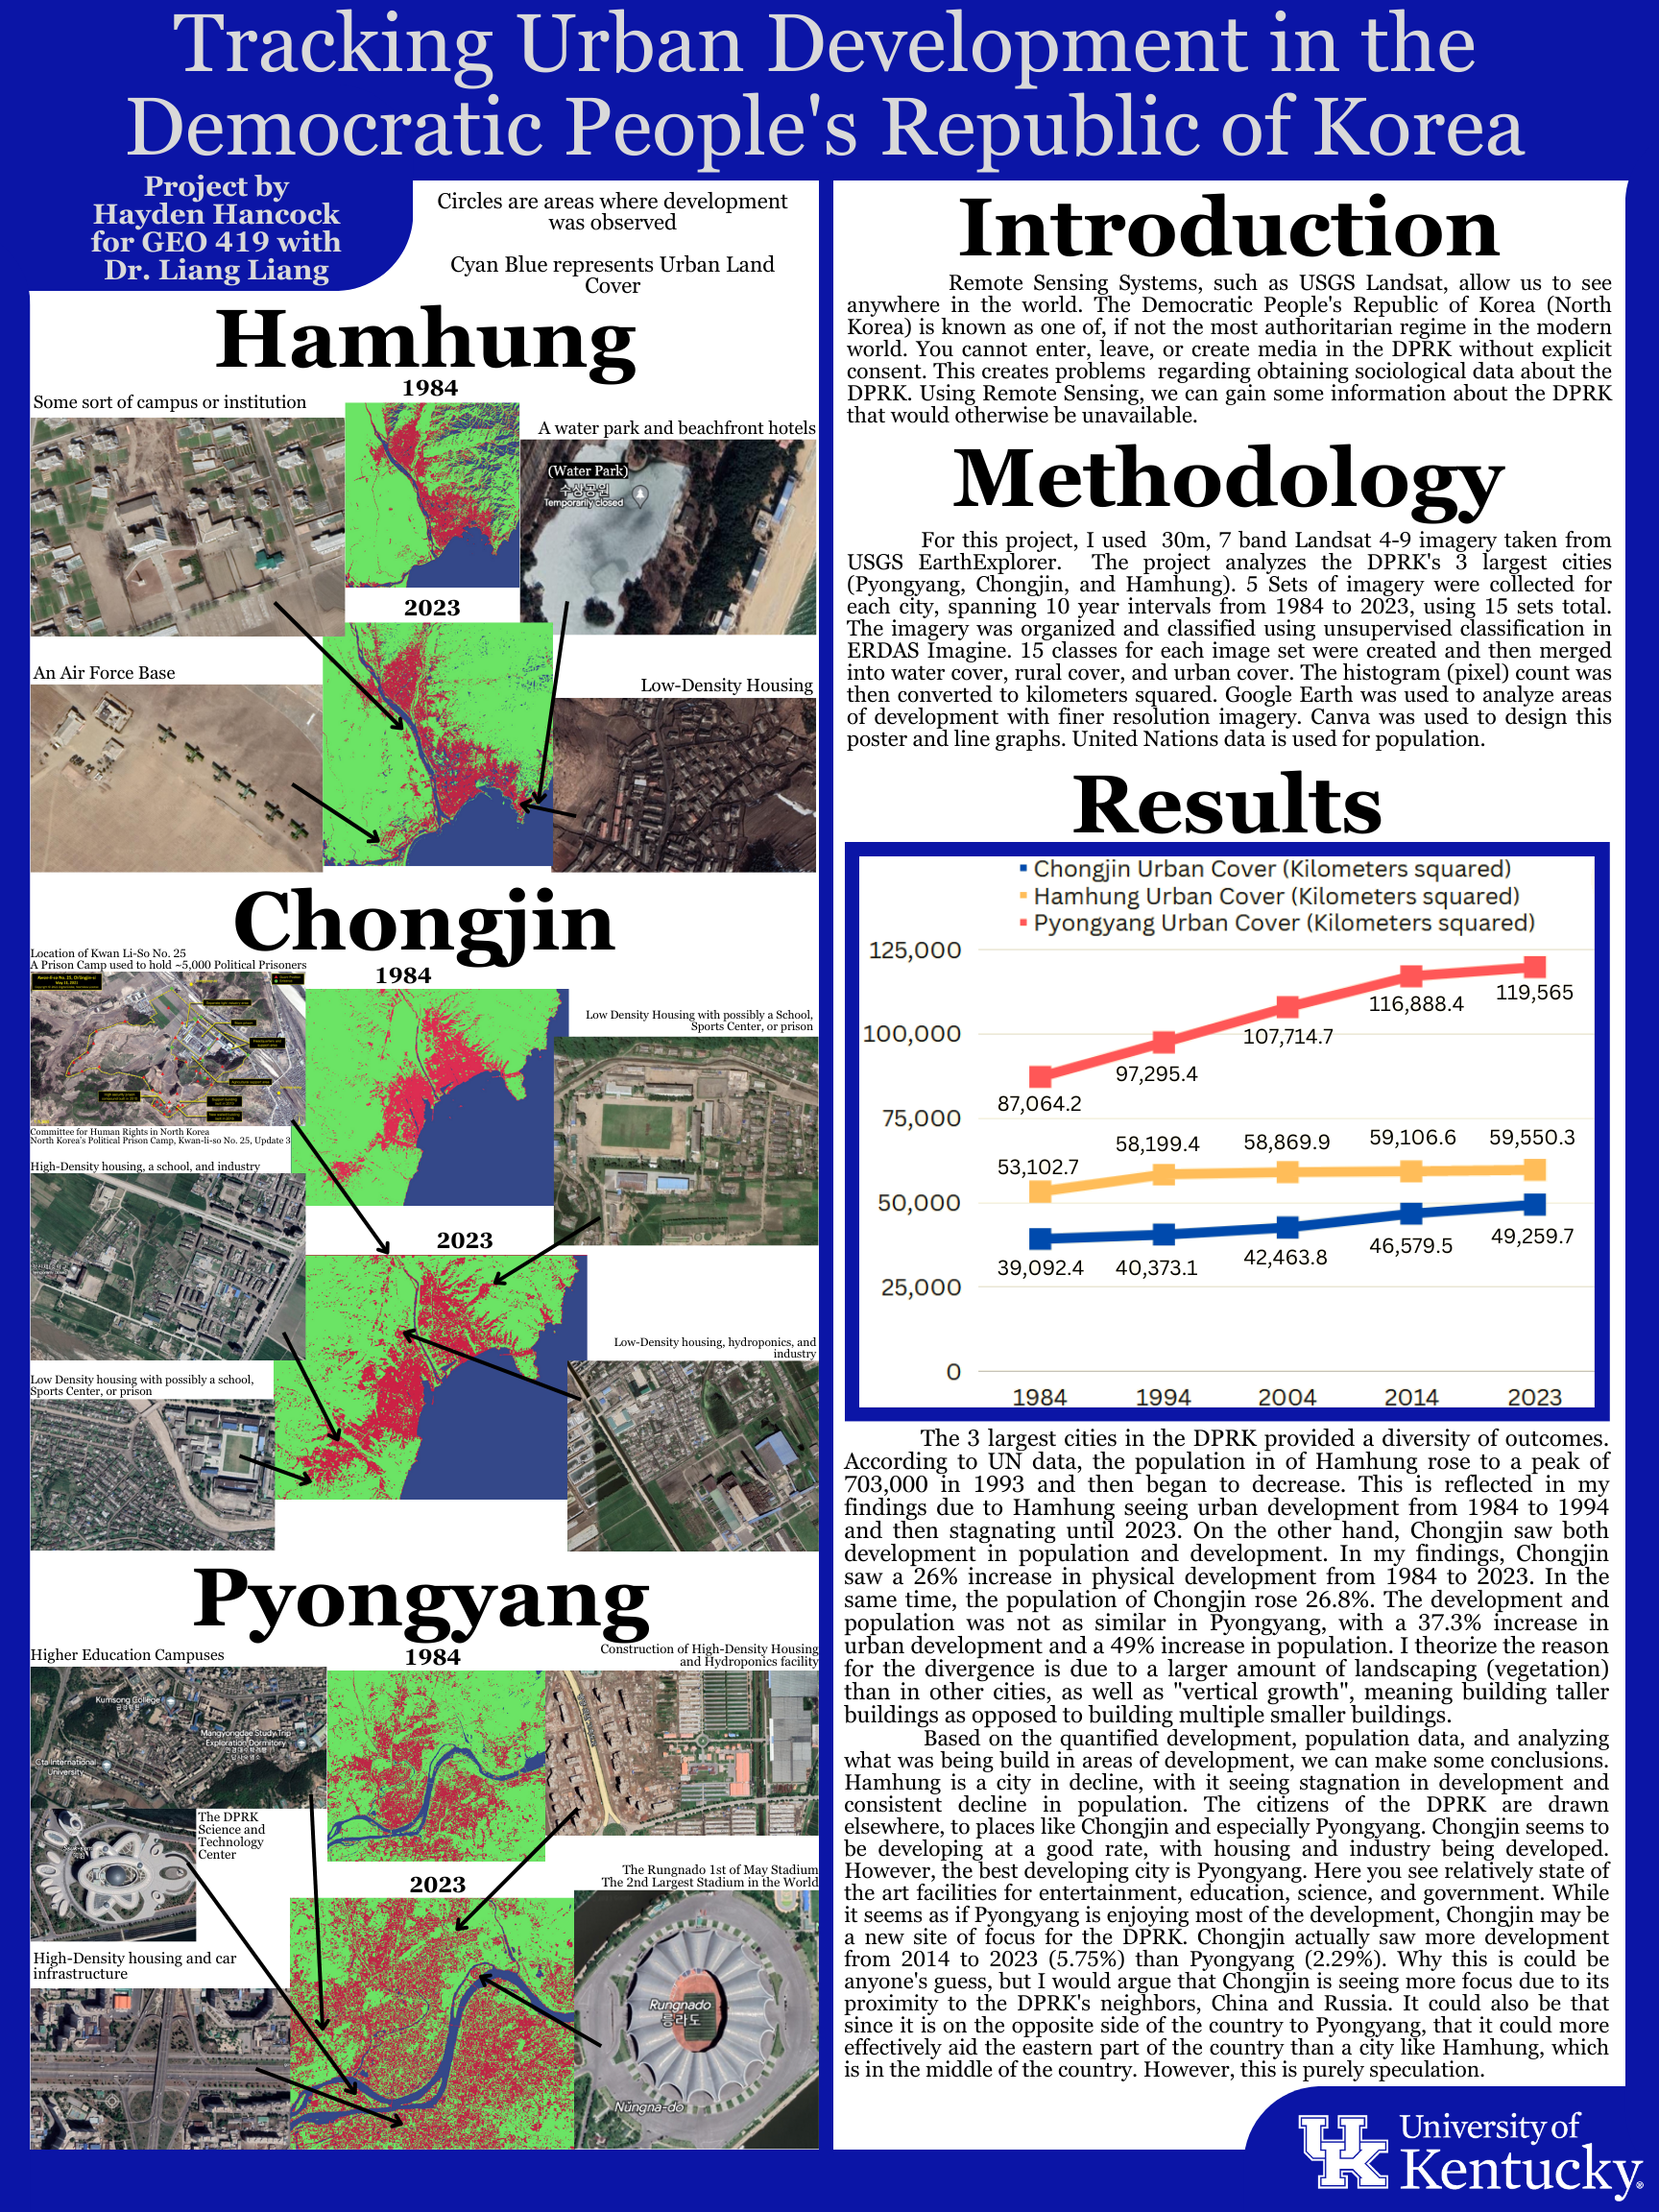 Tracking Urban Development in the
Democratic People's Republic of Korea
Project by
Hayden Hancock
for GEO 419 with
Dr. Liang Liang
Circles are areas where development
was observed
Cyan Blue represents Urban Land
Cover
Hamhung
1984
Some sort of campus or institution
A water park and beachfront hotels
(Water Park)
수상공원
Temporarily closed
2023
An Air Force Base
Low-Density Housing
Chongjin
Location of Kwan Li-So No. 25
A Prison Camp used to hold ~5,000 Political Prisoners
1984
Low Density Housing with possibly a School,
Sports Center, or prison
Committee for Human Rights in North Korea
North Korea's Political Prison Camp, Kwan-li-so No. 25, Update 3
High-Density housing, a school, and industry
2023
Low-Density housing, hydroponics, and
industry
Low Density housing with possibly a school,
Sports Center, or prison
Pyongyang
Higher Education Campuses
1984
Construction of High-Density Housing
and Hydroponics facility
Kumsong College
Mangyongdae Study Trip
Exploration Dormitory
University
The DPRK
Science and
Technology
Center
2023
The Rungnado 1st of May Stadium
The 2nd Largest Stadium in the World
High-Density housing and car
infrastructure
Rungnado
릉라도
Nŭngna-do
Introduction
Remote Sensing Systems, such as USGS Landsat, allow us to see
anywhere in the world. The Democratic People's Republic of Korea (North
Korea) is known as one of, if not the most authoritarian regime in the modern
world. You cannot enter, leave, or create media in the DPRK without explicit
consent. This creates problems regarding obtaining sociological data about the
DPRK. Using Remote Sensing, we can gain some information about the DPRK
that would otherwise be unavailable.
Methodology
For this project, I used 30m, 7 band Landsat 4-9 imagery taken from
USGS EarthExplorer. The project analyzes the DPRK's 3 largest cities
(Pyongyang, Chongjin, and Hamhung). 5 Sets of imagery were collected for
each city, spanning 10 year intervals from 1984 to 2023, using 15 sets total.
The imagery was organized and classified using unsupervised classification in
ERDAS Imagine. 15 classes for each image set were created and then merged
into water cover, rural cover, and urban cover. The histogram (pixel) count was
then converted to kilometers squared. Google Earth was used to analyze areas
of development with finer resolution imagery. Canva was used to design this
poster and line graphs. United Nations data is used for population.
Results
Chongjin Urban Cover (Kilometers squared)
Hamhung Urban Cover (Kilometers squared)
Pyongyang Urban Cover (Kilometers squared)
125,000
100,000
75,000
50,000
25,000
0
87,064.2
97,295.4
107,714.7
116,888.4
119,565
53,102.7
58,199.4
58,869.9
59,106.6
59,550.3
39,092.4
40,373.1
42,463.8
46,579.5
49,259.7
1984 1994 2004 2014 2023
The 3 largest cities in the DPRK provided a diversity of outcomes.
According to UN data, the population in of Hamhung rose to a peak of
703,000 in 1993 and then began to decrease. This is reflected in my
findings due to Hamhung seeing urban development from 1984 to 1994
and then stagnating until 2023. On the other hand, Chongjin saw both
development in population and development. In my findings, Chongjin
saw a 26% increase in physical development from 1984 to 2023. In the
same time, the population of Chongjin rose 26.8%. The development and
population was not as similar in Pyongyang, with a 37.3% increase in
urban development and a 49% increase in population. I theorize the reason
for the divergence is due to a larger amount of landscaping (vegetation)
than in other cities, as well as "vertical growth", meaning building taller
buildings as opposed to building multiple smaller buildings.
Based on the quantified development, population data, and analyzing
what was being build in areas of development, we can make some conclusions.
Hamhung is a city in decline, with it seeing stagnation in development and
consistent decline in population. The citizens of the DPRK are drawn
elsewhere, to places like Chongjin and especially Pyongyang. Chongjin seems to
be developing at a good rate, with housing and industry being developed.
However, the best developing city is Pyongyang. Here you see relatively state of
the art facilities for entertainment, education, science, and government. While
it seems as if Pyongyang is enjoying most of the development, Chongjin may be
a new site of focus for the DPRK. Chongjin actually saw more development
from 2014 to 2023 (5.75%) than Pyongyang (2.29%). Why this is could be
anyone's guess, but I would argue that Chongjin is seeing more focus due to its
proximity to the DPRK's neighbors, China and Russia. It could also be that
since it is on the opposite side of the country to Pyongyang, that it could more
effectively aid the eastern part of the country than a city like Hamhung, which
is in the middle of the country. However, this is purely speculation.
UK
University of
Kentucky®